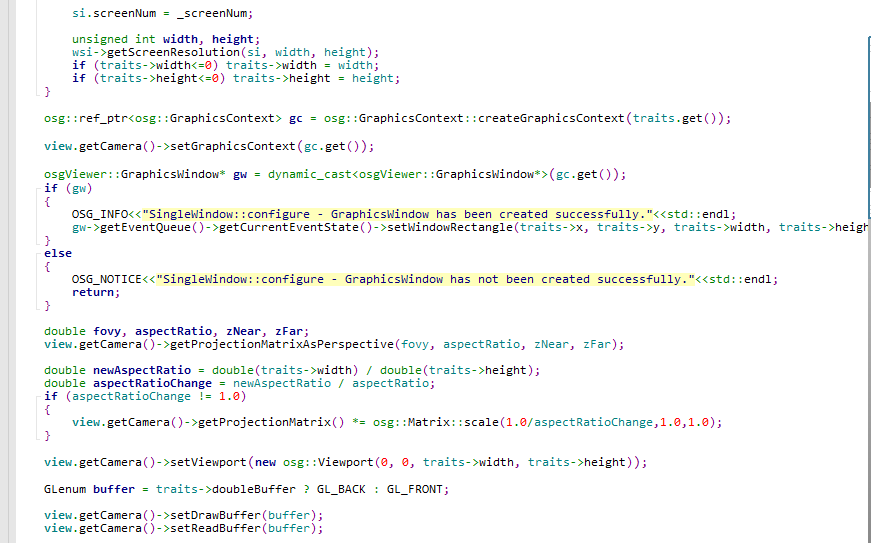 si.screenNum = _screenNum;
unsigned int width, height;
wsi->getScreenResolution(si, width, height);
if (traits->width<=0) traits->width = width;
if (traits->height<=0) traits->height = height;
}
osg::ref_ptr<osg::GraphicsContext> gc = osg::GraphicsContext::createGraphicsContext(traits.get());
view.getCamera()->setGraphicsContext(gc.get());
osgViewer::GraphicsWindow* gw = dynamic_cast<osgViewer::GraphicsWindow*>(gc.get());
if (gw)
{
OSG_INFO<<"SingleWindow::configure - GraphicsWindow has been created successfully."<<std::endl;
gw->getEventQueue()->getCurrentEventState()->setWindowRectangle(traits->x, traits->y, traits->width, traits->heigh
}
else
{
OSG_NOTICE<<"SingleWindow::configure - GraphicsWindow has not been created successfully."<<std::endl;
return;
}
double fovy, aspectRatio, zNear, zFar;
view.getCamera()->getProjectionMatrixAsPerspective(fovy, aspectRatio, zNear, zFar);
double newAspectRatio = double(traits->width) / double(traits->height);
double aspectRatioChange = newAspectRatio / aspectRatio;
if (aspectRatioChange != 1.0)
{
view.getCamera()->getProjectionMatrix() *= osg::Matrix::scale(1.0/aspectRatioChange,1.0,1.0);
}
view.getCamera()->setViewport(new osg::Viewport(0, 0, traits->width, traits->height));
GLenum buffer = traits->doubleBuffer ? GL_BACK : GL_FRONT;
view.getCamera()->setDrawBuffer(buffer);
view.getCamera()->setReadBuffer(buffer);